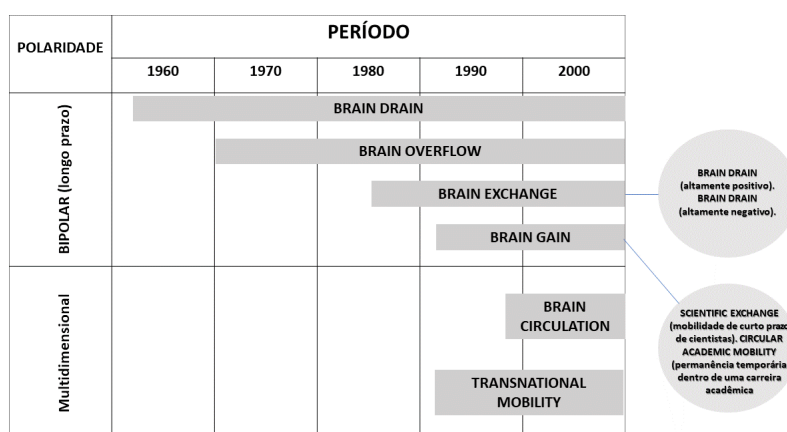 POLARIDADE
PERÍODO
1960 1970 1980 1990 2000
BIPOLAR (longo prazo)
BRAIN DRAIN
BRAIN OVERFLOW
BRAIN EXCHANGE
BRAIN GAIN
Multidimensional
BRAIN
CIRCULATION
TRANSNATIONAL
MOBILITY
BRAIN DRAIN
(altamente positivo).
BRAIN DRAIN
(altamente negativo).
SCIENTIFIC EXCHANGE
(mobilidade de curto prazo
de cientistas). CIRCULAR
ACADEMIC MOBILITY
(permanência temporária
dentro de uma carreira
acadêmica